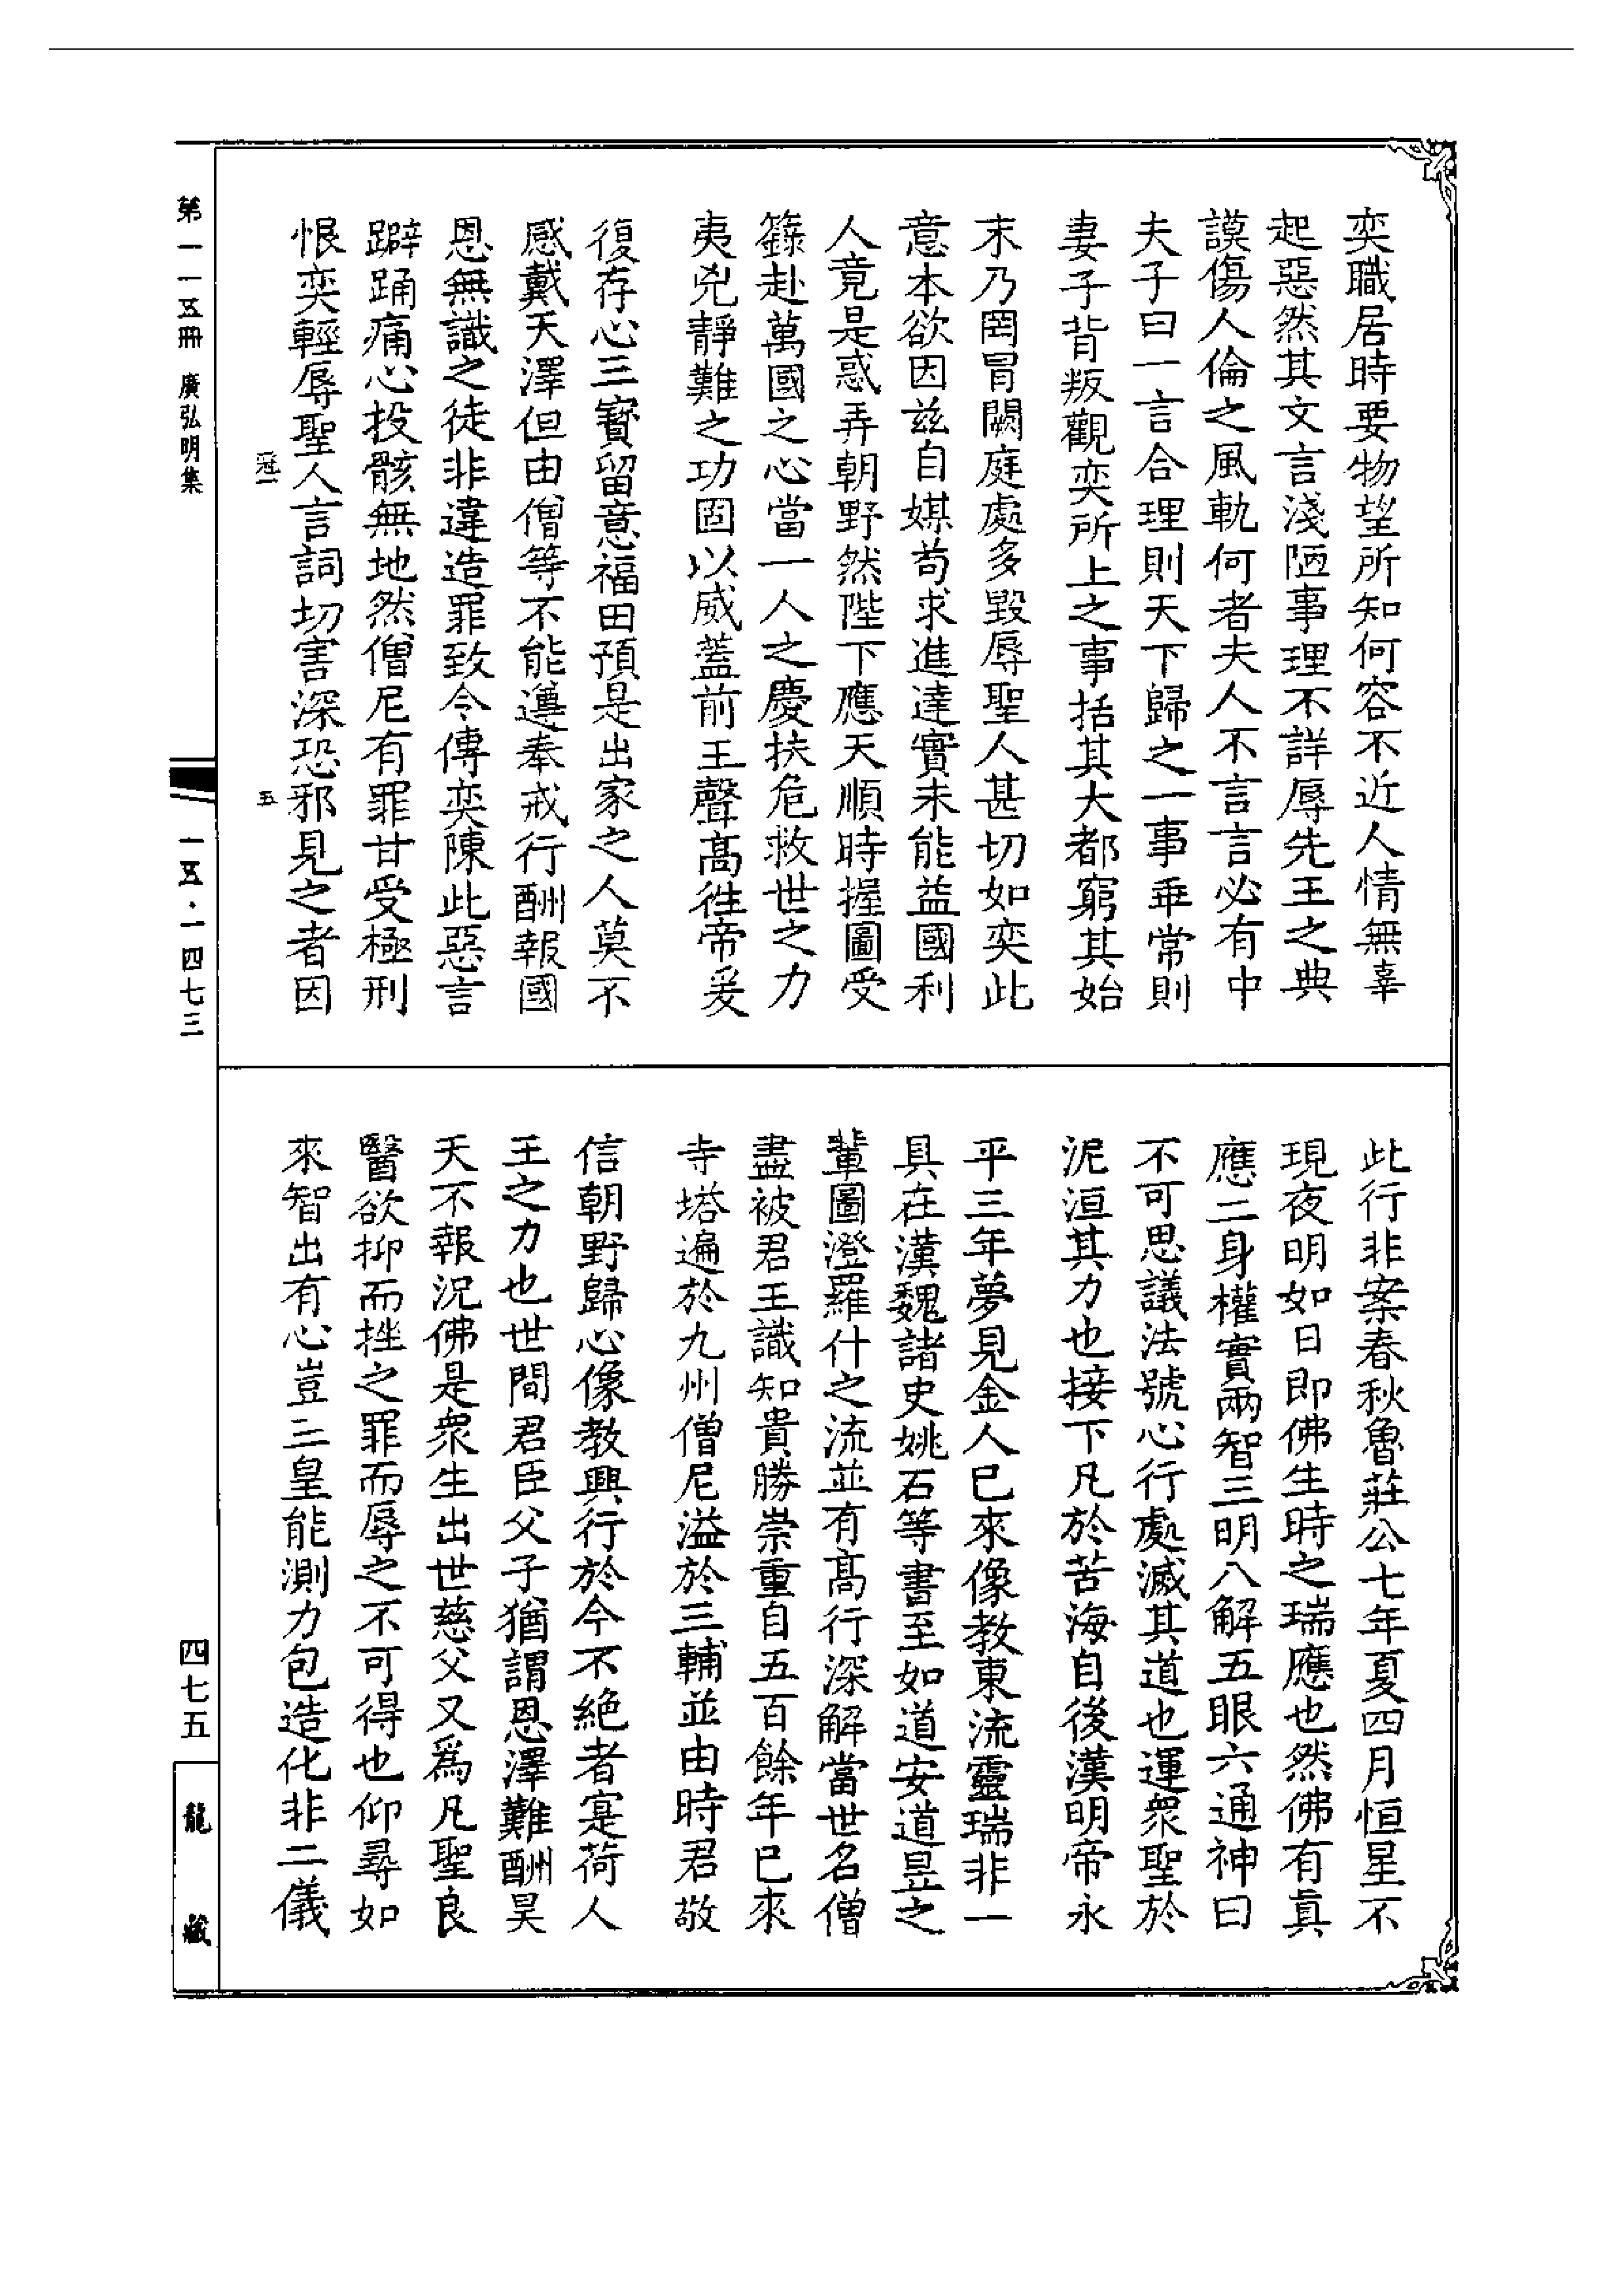 奕職居時要物望所知何容不近人情無辜
起惡然其文言淺陋事理不詳辱先王之典
謨傷人倫之風軌何者夫人不言言必有中
夫子曰一言合理則天下歸之一事乖常則
妻子背叛觀奕所上之事括其大都窮其始
末乃罔冒闕庭處多毀辱聖人甚切如奕此
意本欲因茲自媒苟求進達實未能益國利
人竟是惑弄朝野然陛下應天順時握圖受
籙赴萬國之心當一人之慶扶危救世之力
夷兇靜難之功固以威蓋前王聲高徃帝爰
復存心三寳留意福田預是出家之人莫不
感戴天澤但由僧等不能遵奉戒行酬報國
恩無識之徒非違造罪致令傅奕陳此惡言
躃踊痛心投骸無地然僧尼有罪甘受極刑
恨奕輕辱聖人言詞切害深恐邪見之者因
冠一
五
此行非案春秋魯莊公七年夏四月恒星不
現夜明如日即佛生時之瑞應也然佛有眞
應二身權實兩智三明八解五眼六通神曰
不可思議法號心行處滅其道也運衆聖於
泥洹其力也接下凡於苦海自後漢明帝永
平三年夢見金人已來像教東流靈瑞非一
具在漢魏諸史姚石等書至如道安道昱之
輩圖澄羅什之流並有高行深解當世名僧
盡被君王識知貴勝崇重自五百餘年已來
寺塔遍於九州僧尼溢於三輔並由時君敬
信朝野歸心像教興行於今不絶者寔荷人
王之力也世間君臣父子猶謂恩澤難酬昊
天不報況佛是衆生出世慈父又爲凡聖良
醫欲抑而挫之罪而辱之不可得也仰尋如
來智出有心豈三皇能測力包造化非二儀
第一一五冊 廣弘明集
一五·一四七三
四七五
龍藏